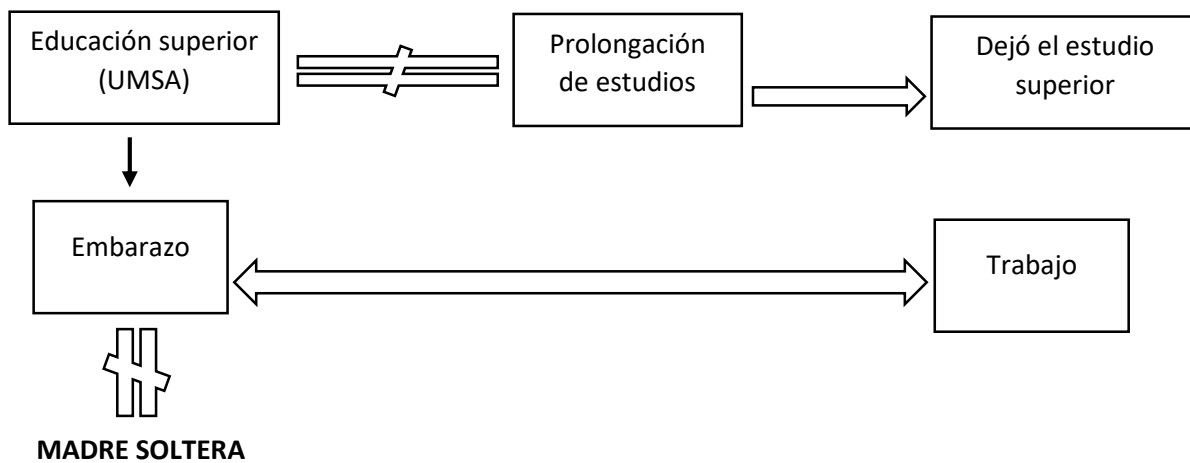 Educación superior
(UMSA)
Prolongación
de estudios
Dejó el estudio
superior
Embarazo
Trabajo
MADRE SOLTERA